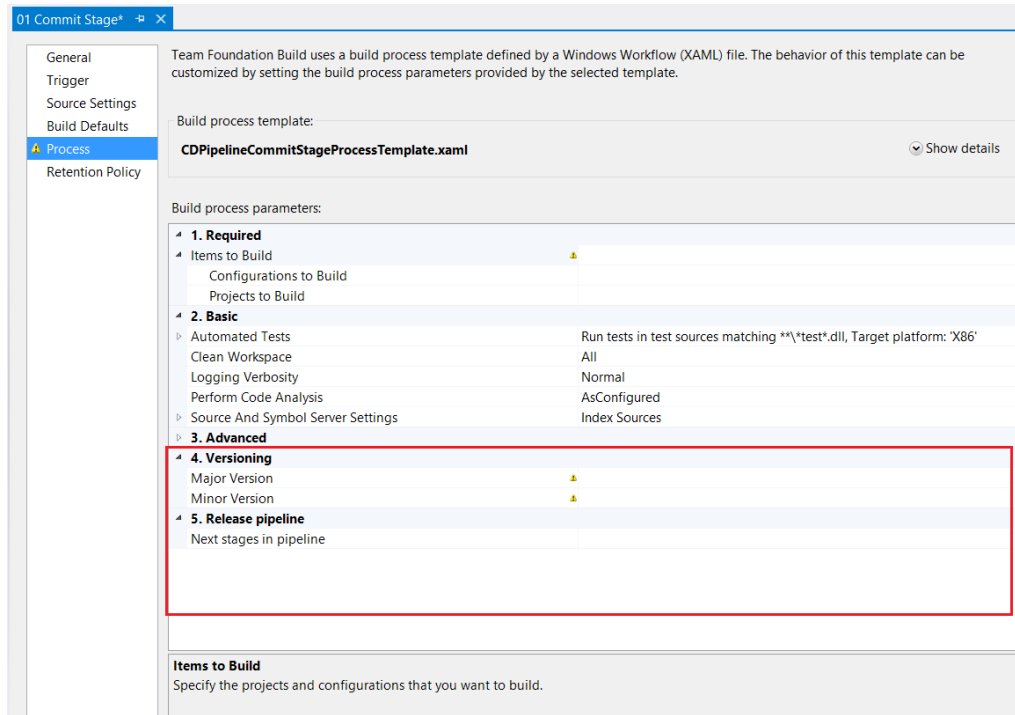 01 Commit Stage*
General
Trigger
Source Settings
Build Defaults
Process
Retention Policy
Team Foundation Build uses a build process template defined by a Windows Workflow (XAML) file. The behavior of this template can be
customized by setting the build process parameters provided by the selected template.
Build process template:
CDPipelineCommitStageProcessTemplate.xaml
Show details
Build process parameters:
1. Required
Items to Build
Configurations to Build
Projects to Build
2. Basic
Automated Tests Run tests in test sources matching **\*test*.dll, Target platform: 'X86'
Clean Workspace All
Logging Verbosity Normal
Perform Code Analysis AsConfigured
Source And Symbol Server Settings Index Sources
3. Advanced
4. Versioning
Major Version
Minor Version
5. Release pipeline
Next stages in pipeline
Items to Build
Specify the projects and configurations that you want to build.